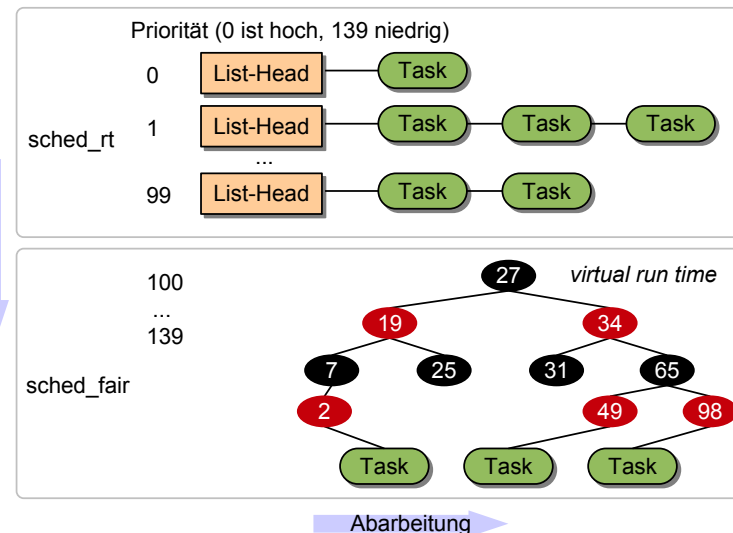 Priorität (0 ist hoch, 139 niedrig)
0 List-Head Task
sched_rt 1 List-Head Task Task Task
...
99 List-Head Task Task
100 27 virtual run time
...
139 19 34
7 25 31 65
sched_fair
2 49 98
Task Task Task
Abarbeitung